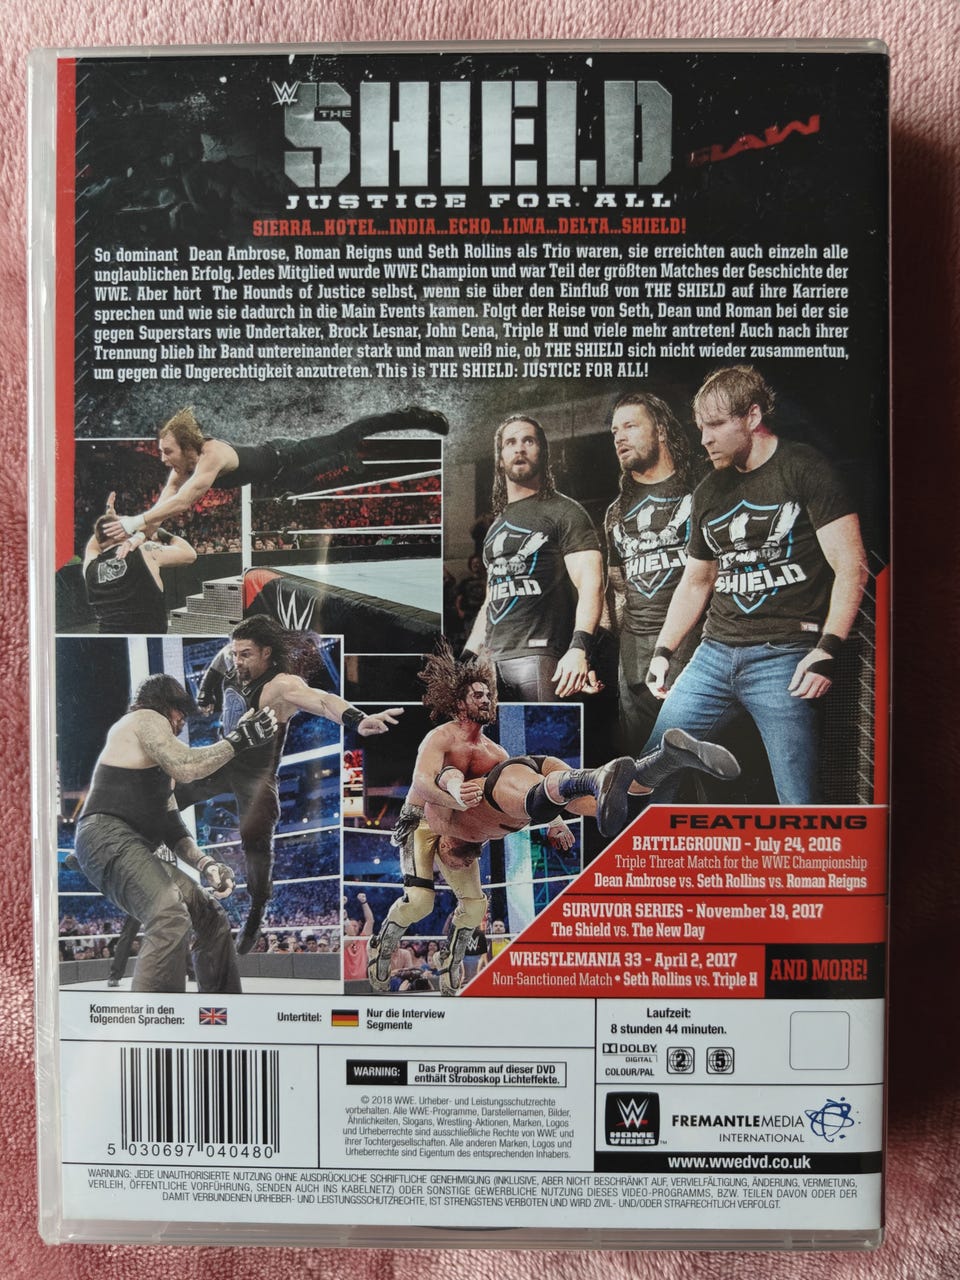 W
THE
SHIELD
RAW
JUSTICE FOR ALL
SIERRA...HOTEL...INDIA...ECHO...LIMA...DELTA...SHIELD!
So dominant Dean Ambrose, Roman Reigns und Seth Rollins als Trio waren, sie erreichten auch einzeln alle
unglaublichen Erfolg. Jedes Mitglied wurde WWE Champion und war Teil der größten Matches der Geschichte der
WWE. Aber hört The Hounds of Justice selbst, wenn sie über den Einfluß von THE SHIELD auf ihre Karriere
sprechen und wie sie dadurch in die Main Events kamen. Folgt der Reise von Seth, Dean und Roman bei der sie
gegen Superstars wie Undertaker, Brock Lesnar, John Cena, Triple H und viele mehr antreten! Auch nach ihrer
Trennung blieb ihr Band untereinander stark und man weiß nie, ob THE SHIELD sich nicht wieder zusammentun,
um gegen die Ungerechtigkeit anzutreten. This is THE SHIELD: JUSTICE FOR ALL!
SHIELD
THE
SHIELD
FEATURING
BATTLEGROUND - July 24, 2016
Triple Threat Match for the WWE Championship
Dean Ambrose vs. Seth Rollins vs. Roman Reigns
SURVIVOR SERIES - November 19, 2017
The Shield vs. The New Day
WRESTLEMANIA 33 - April 2, 2017
Non-Sanctioned Match • Seth Rollins vs. Triple H
AND MORE!
Kommentar in den
folgenden Sprachen:
Untertitel:
Nur die Interview
Segmente
Laufzeit:
8 stunden 44 minuten.
DOLBY
DIGITAL
COLOUR/PAL
2
5
WARNING:
Das Programm auf dieser DVD
enthält Stroboskop Lichteffekte.
© 2018 WWE. Urheber- und Leistungsschutzrechte
vorbehalten. Alle WWE-Programme, Darstellernamen, Bilder,
Ähnlichkeiten, Slogans, Wrestling-Aktionen, Marken, Logos
und Urheberrechte sind ausschließliche Rechte von WWE und
ihrer Tochtergesellschaften. Alle anderen Marken, Logos und
Urheberrechte sind Eigentum des entsprechenden Inhabers.
5 030697 040480
W
HOME
VIDEO
™
FREMANTLEMEDIA
INTERNATIONAL
www.wwedvd.co.uk
WARNUNG: JEDE UNAUTHORISIERTE NUTZUNG OHNE AUSDRÜCKLICHE SCHRIFTLICHE GENEHMIGUNG (INKLUSIVE, ABER NICHT BESCHRÄNKT AUF, VERVIELFÄLTIGUNG, ÄNDERUNG, VERMIETUNG,
VERLEIH, ÖFFENTLICHE VORFÜHRUNG, SENDEN AUCH INS KABELNETZ) ODER SONSTIGE GEWERBLICHE NUTZUNG DIESES VIDEO-PROGRAMMS, BZW. TEILEN DAVON ODER DER
DAMIT VERBUNDENEN URHEBER- UND LEISTUNGSSCHUTZRECHTE, IST STRENGSTENS VERBOTEN UND WIRD ZIVIL- UND/ODER STRAFRECHTLICH VERFOLGT.